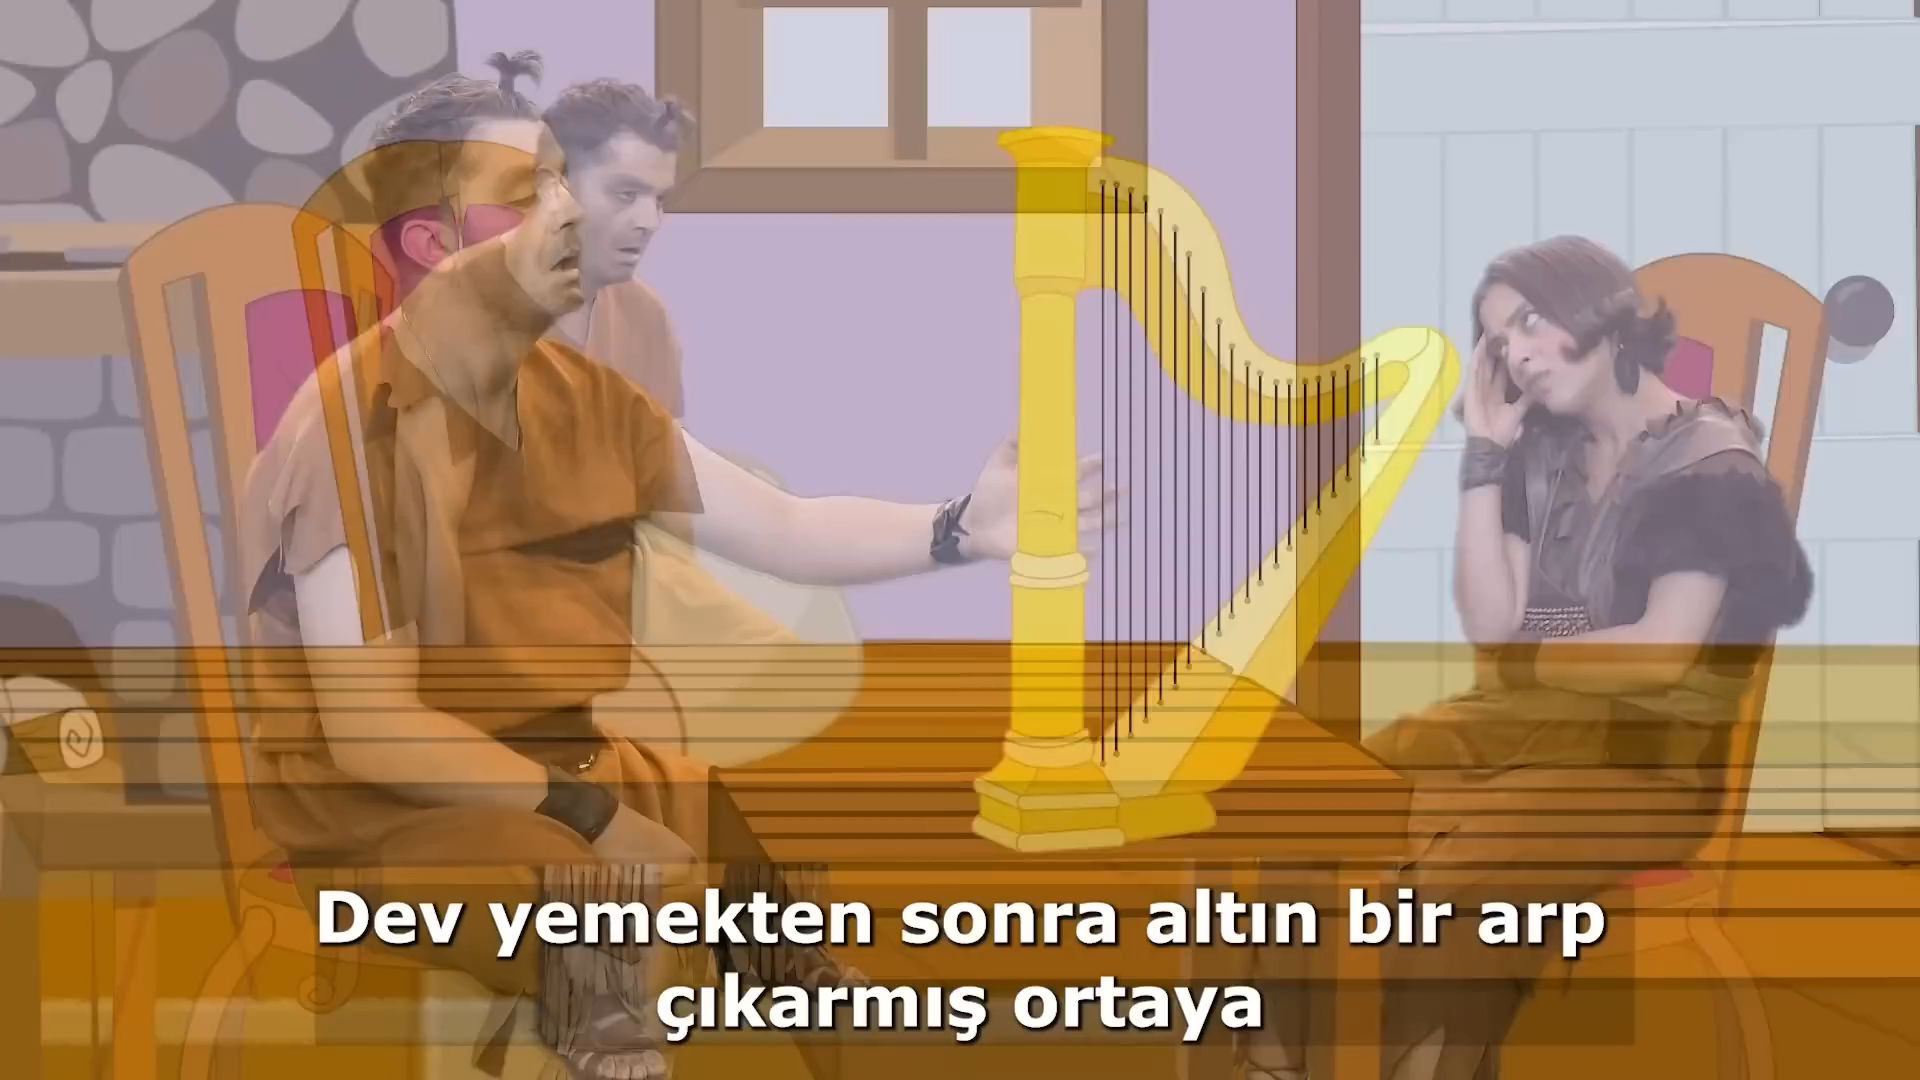 Dev yemekten sonra altın bir arp
çıkarmış ortaya